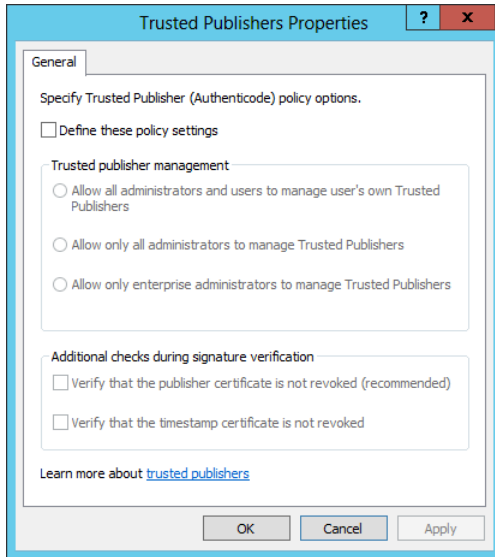 Trusted Publishers Properties
?
x
General
Specify Trusted Publisher (Authenticode) policy options.
Define these policy settings
Trusted publisher management
Allow all administrators and users to manage user's own Trusted
Publishers
Allow only all administrators to manage Trusted Publishers
Allow only enterprise administrators to manage Trusted Publishers
Additional checks during signature verification
Verify that the publisher certificate is not revoked (recommended)
Verify that the timestamp certificate is not revoked
Learn more about trusted publishers
OK Cancel Apply